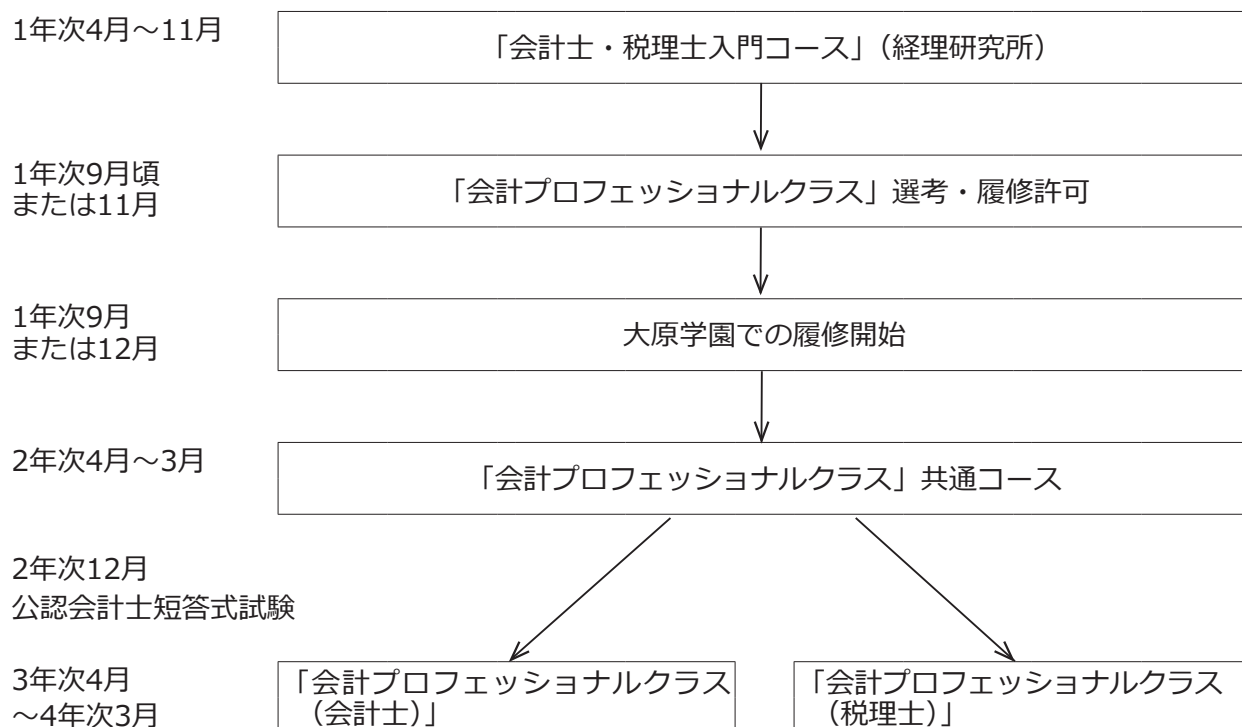 1年次4月～11月
「会計士・税理士入門コース」（経理研究所）
1年次9月頃
または11月
「会計プロフェッショナルクラス」選考・履修許可
1年次9月
または12月
大原学園での履修開始
2年次4月～3月
「会計プロフェッショナルクラス」共通コース
2年次12月
公認会計士短答式試験
3年次4月
～4年次3月
「会計プロフェッショナルクラス
（会計士）」
「会計プロフェッショナルクラス
（税理士）」